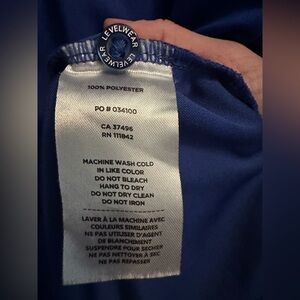 LEVELWEAR
LEVELWEAR
100% POLYESTER
PO # 034100
CA 37496
RN 111842
MACHINE WASH COLD
IN LIKE COLOR
DO NOT BLEACH
HANG TO DRY
DO NOT DRY CLEAN
DO NOT IRON
LAVER À LA MACHINE AVEC
COULEURS SIMILAIRES
NE PAS UTILISER D'AGENT
DE BLANCHIMENT
SUSPENDRE POUR SÉCHER
NE PAS NETTOYER À SEC
NE PAS REPASSER